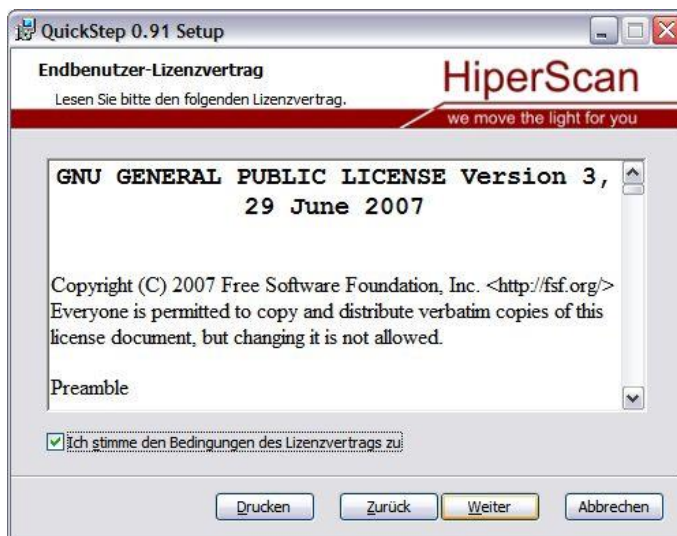 QuickStep 0.91 Setup
Endbenutzer-Lizenzvertrag
Lesen Sie bitte den folgenden Lizenzvertrag.
HiperScan
we move the light for you
GNU GENERAL PUBLIC LICENSE Version 3,
29 June 2007
Copyright (C) 2007 Free Software Foundation, Inc. <http://fsf.org/>
Everyone is permitted to copy and distribute verbatim copies of this
license document, but changing it is not allowed.
Preamble
Ich stimme den Bedingungen des Lizenzvertrags zu
Drucken
Zurück
Weiter
Abbrechen